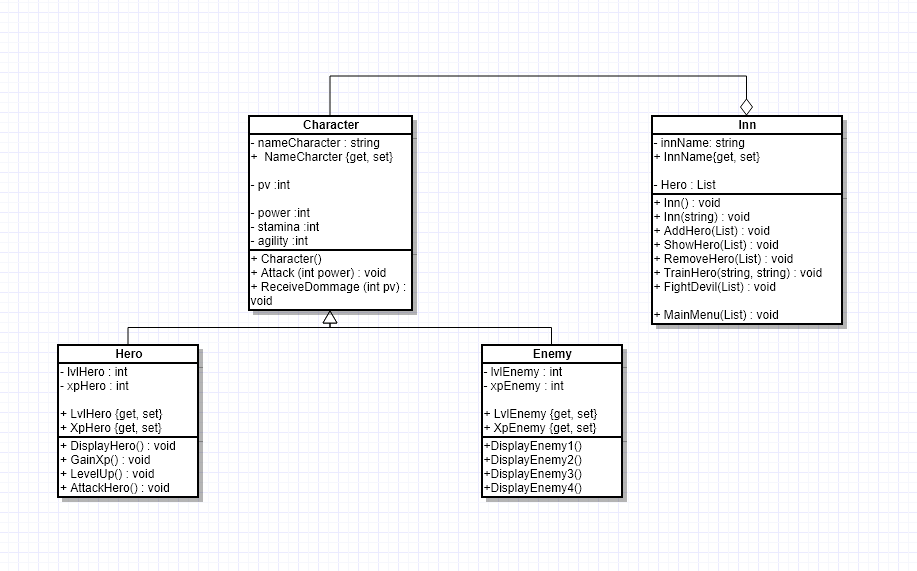 Character
- nameCharacter : string
+ NameCharcter {get, set}
- pv :int
- power :int
- stamina :int
- agility :int
+ Character()
+ Attack (int power) : void
+ ReceiveDommage (int pv) :
void
Inn
- innName: string
+ InnName{get, set}
- Hero : List
+ Inn() : void
+ Inn(string) : void
+ AddHero(List) : void
+ ShowHero(List) : void
+ RemoveHero(List) : void
+ TrainHero(string, string) : void
+ FightDevil(List) : void
+ MainMenu(List) : void
Hero
- lvlHero : int
- xpHero : int
+ LvlHero {get, set}
+ XpHero {get, set}
+ DisplayHero() : void
+ GainXp() : void
+ LevelUp() : void
+ AttackHero() : void
Enemy
- lvlEnemy : int
- xpEnemy : int
+ LvlEnemy {get, set}
+ XpEnemy {get, set}
+DisplayEnemy1()
+DisplayEnemy2()
+DisplayEnemy3()
+DisplayEnemy4()